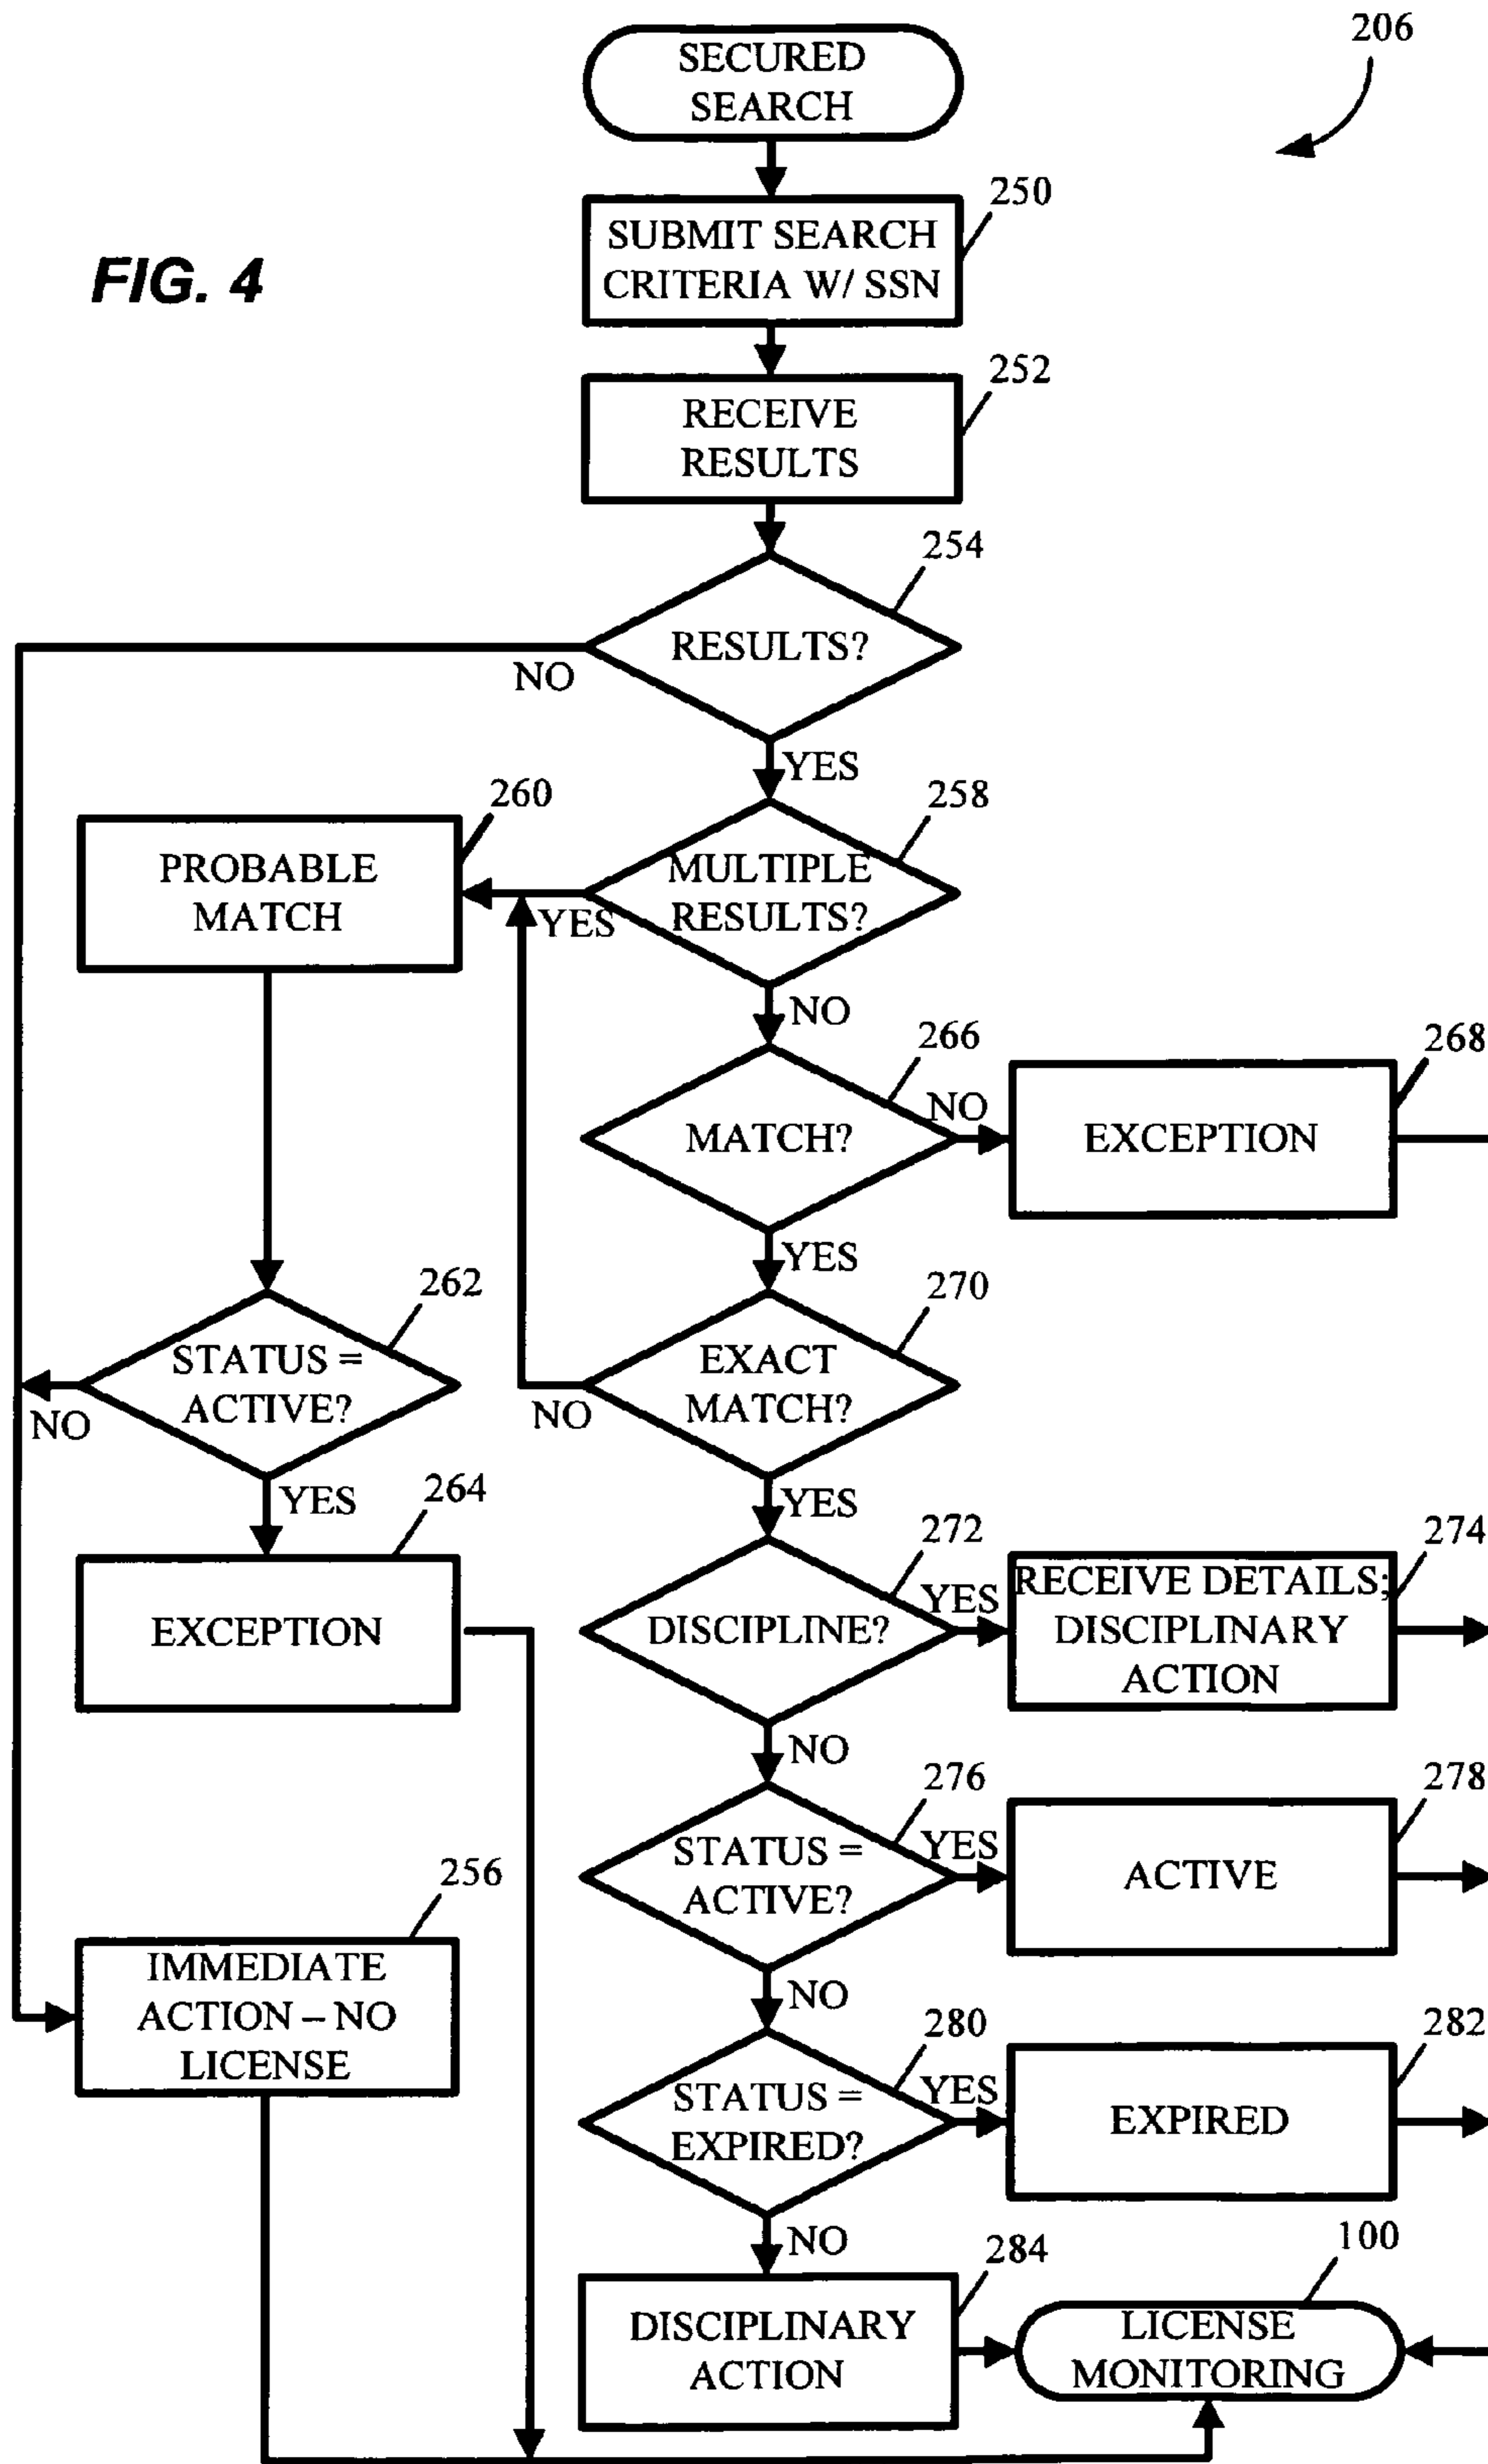 206
SECURED
SEARCH
250
SUBMIT SEARCH
CRITERIA W/ SSN
FIG. 4
252
RECEIVE
RESULTS
254
RESULTS?
NO
YES
260
258
PROBABLE
MATCH
MULTIPLE
RESULTS?
YES
NO
266
268
MATCH?
NO
EXCEPTION
YES
262
270
STATUS =
ACTIVE?
EXACT
MATCH?
NO
NO
YES
YES
264
272
274
EXCEPTION
DISCIPLINE?
YES
RECEIVE DETAILS;
DISCIPLINARY
ACTION
NO
276
278
STATUS =
ACTIVE?
YES
ACTIVE
256
IMMEDIATE
ACTION – NO
LICENSE
NO
280
282
STATUS =
EXPIRED?
YES
EXPIRED
NO
284
100
DISCIPLINARY
ACTION
LICENSE
MONITORING